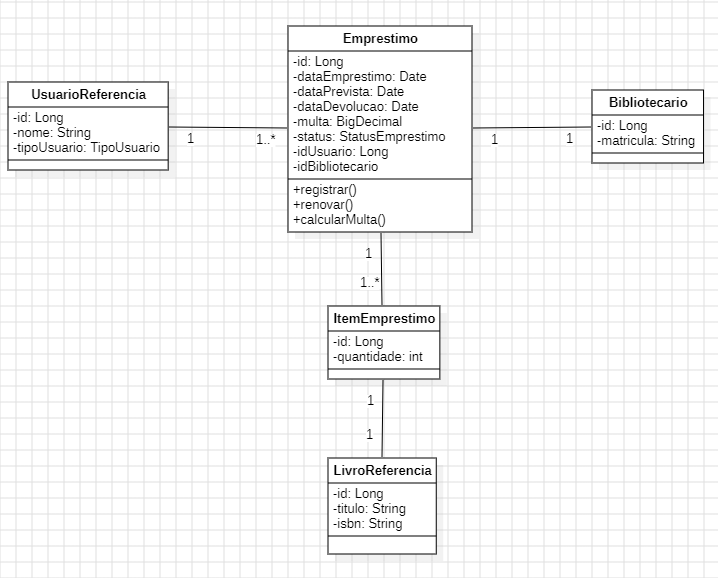 Emprestimo
-id: Long
-dataEmprestimo: Date
-dataPrevista: Date
-dataDevolucao: Date
-multa: BigDecimal
-status: StatusEmprestimo
-idUsuario: Long
-idBibliotecario
+registrar()
+renovar()
+calcularMulta()
UsuarioReferencia
-id: Long
-nome: String
-tipoUsuario: TipoUsuario
1
1..*
Bibliotecario
-id: Long
-matricula: String
1
1
1
1..*
ItemEmprestimo
-id: Long
-quantidade: int
1
1
LivroReferencia
-id: Long
-titulo: String
-isbn: String